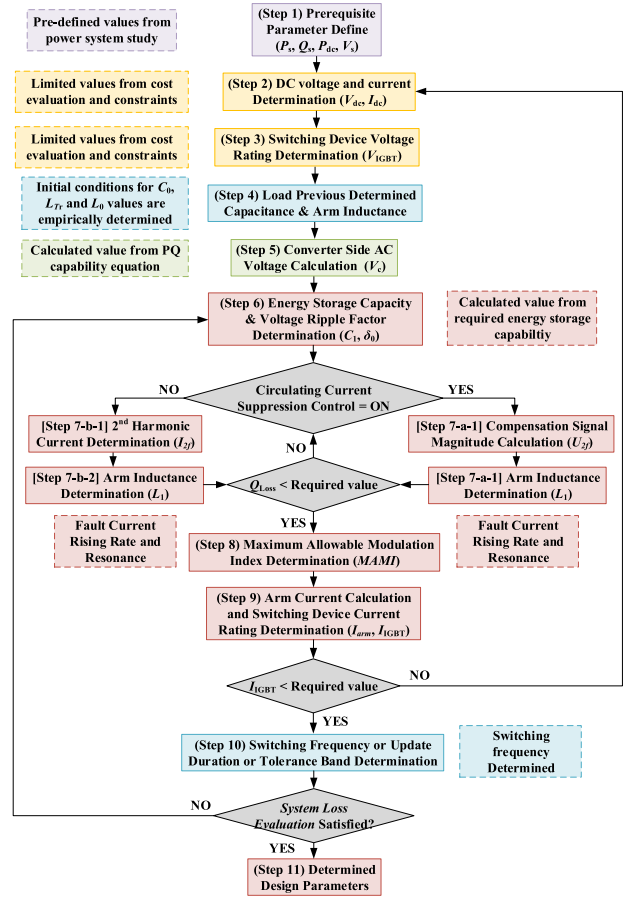 Pre-defined values from
power system study
(Step 1) Prerequisite
Parameter Define
(Ps, Qs, Pdc, Vs)
Limited values from cost
evaluation and constraints
(Step 2) DC voltage and current
Determination (Vdc, Idc)
Limited values from cost
evaluation and constraints
(Step 3) Switching Device Voltage
Rating Determination (VIGBT)
Initial conditions for C0,
LTr and L0 values are
empirically determined
(Step 4) Load Previous Determined
Capacitance & Arm Inductance
Calculated value from PQ
capability equation
(Step 5) Converter Side AC
Voltage Calculation (Vc)
(Step 6) Energy Storage Capacity
& Voltage Ripple Factor
Determination (C1, δ0)
Calculated value from
required energy storage
capabiltiy
NO
Circulating Current
Suppression Control = ON
YES
[Step 7-b-1] 2nd Harmonic
Current Determination (I2f)
[Step 7-a-1] Compensation Signal
Magnitude Calculation (U2f)
NO
[Step 7-b-2] Arm Inductance
Determination (L1)
QLoss < Required value
[Step 7-a-1] Arm Inductance
Determination (L1)
YES
Fault Current
Rising Rate and
Resonance
Fault Current
Rising Rate and
Resonance
(Step 8) Maximum Allowable Modulation
Index Determination (MAMI)
(Step 9) Arm Current Calculation
and Switching Device Current
Rating Determination (Iarm, IIGBT)
IIGBT < Required value
NO
YES
(Step 10) Switching Frequency or Update
Duration or Tolerance Band Determination
Switching
frequency
Determined
NO
System Loss
Evaluation Satisfied?
YES
(Step 11) Determined
Design Parameters